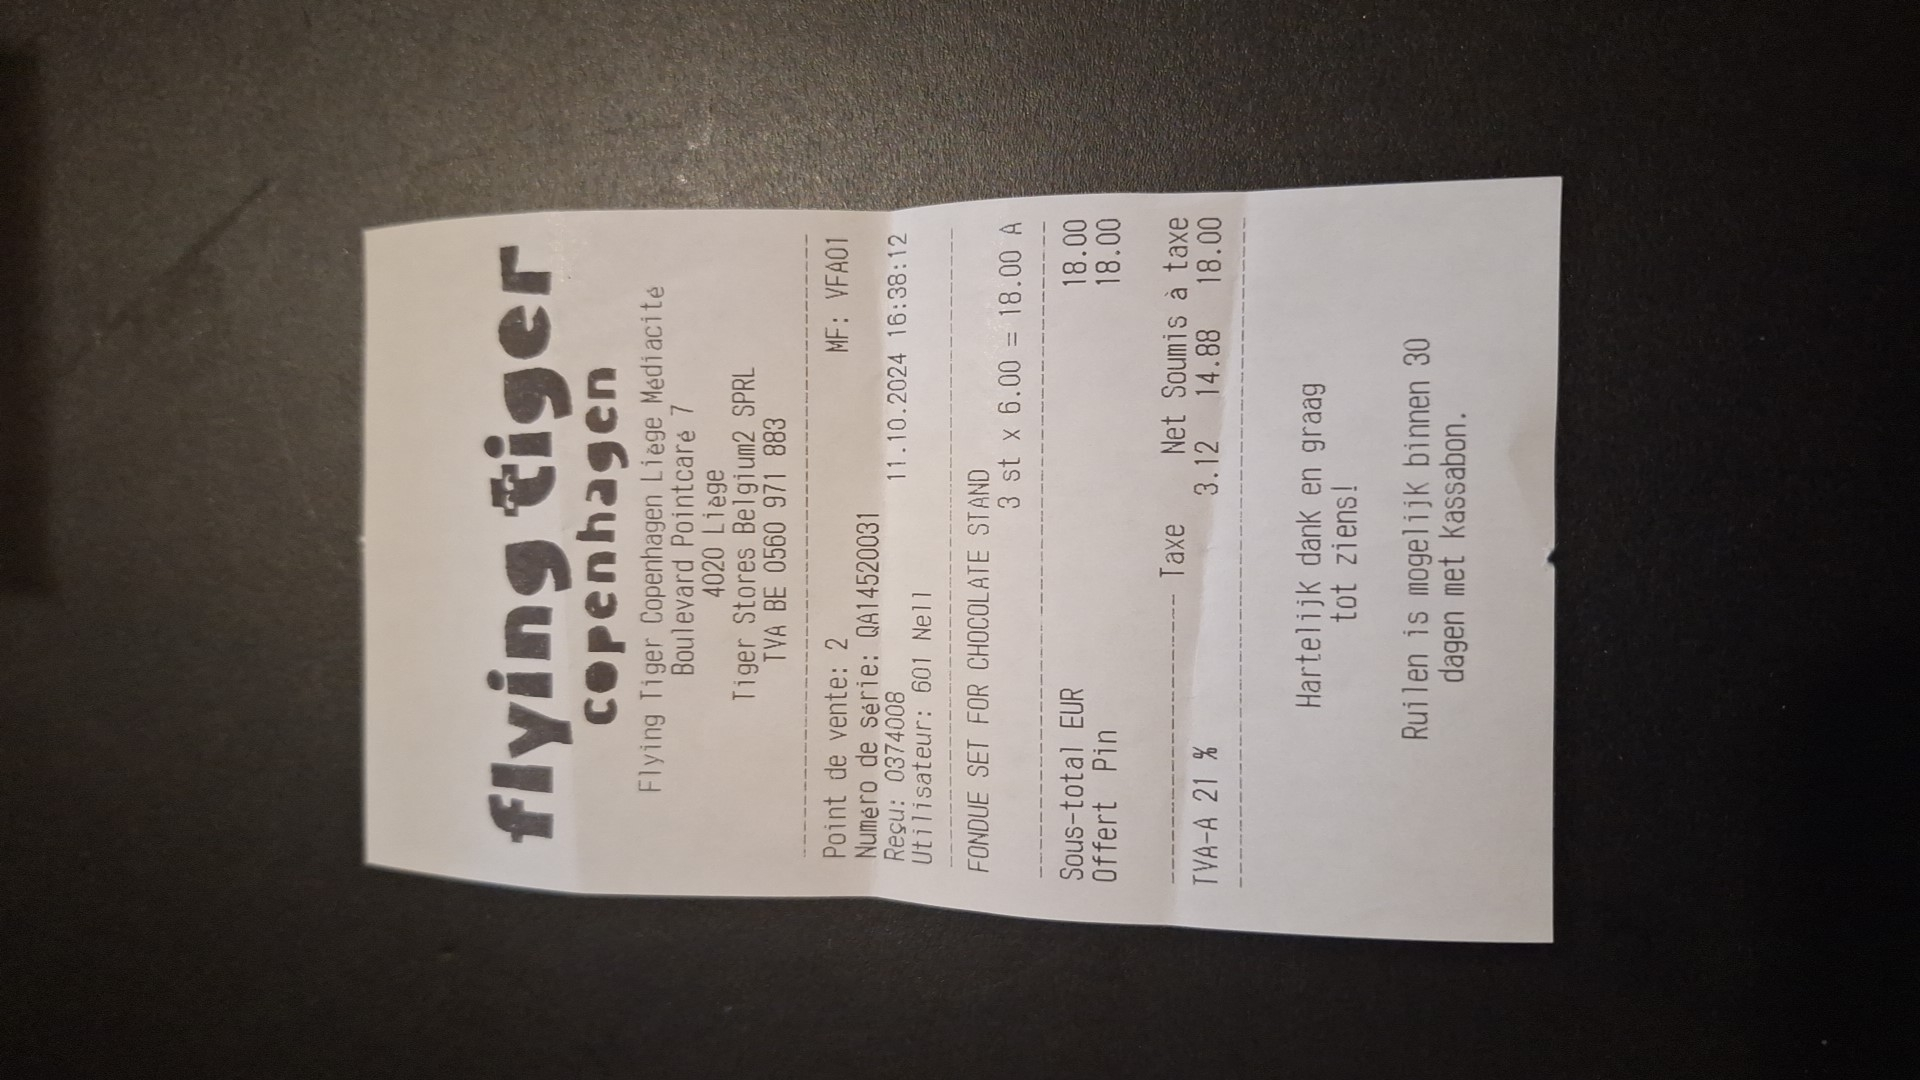 flying tiger
copenhagen
Flying Tiger Copenhagen Liège Médiacité
Boulevard Pointcaré 7
4020 Liège
Tiger Stores Belgium2 SPRL
TVA BE 0560 971 883
Point de vente: 2 MF: VFA01
Numéro de série: QA14520031
Reçu: 0374008 11.10.2024 16:38:12
Utilisateur: 601 Nell
FONDUE SET FOR CHOCOLATE STAND
3 st x 6.00 = 18.00 A
Sous-total EUR 18.00
Offert Pin 18.00
Taxe Net Soumis à taxe
TVA-A 21 % 3.12 14.88 18.00
Hartelijk dank en graag
tot ziens!
Ruilen is mogelijk binnen 30
dagen met Kassabon.